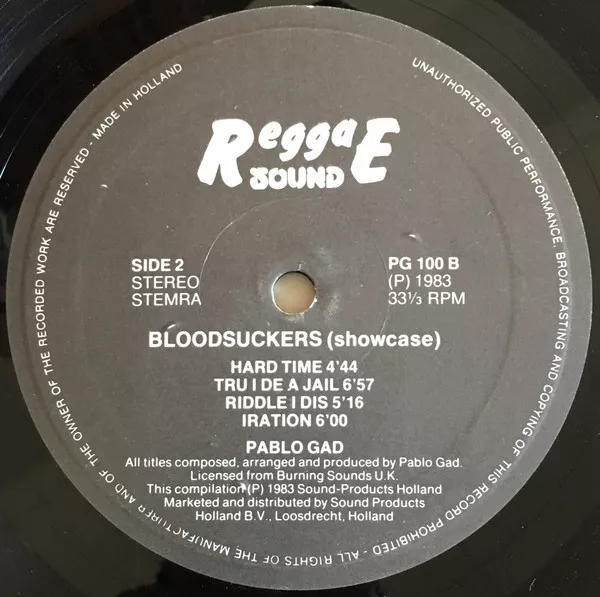 ReggaE
SOUND
SIDE 2
STEREO
STEMRA
PG 100 B
(P) 1983
33⅓ RPM
BLOODSUCKERS (showcase)
HARD TIME 4'44
TRU I DE A JAIL 6'57
RIDDLE I DIS 5'16
IRATION 6'00
PABLO GAD
All titles composed, arranged and produced by Pablo Gad.
Licensed from Burning Sounds U.K.
This compilation (P) 1983 Sound-Products Holland
Marketed and distributed by Sound Products
Holland B.V., Loosdrecht, Holland
UNAUTHORIZED PUBLIC PERFORMANCE, BROADCASTING AND COPYING OF THIS RECORD PROHIBITED - ALL RIGHTS OF THE MANUFACTURER AND OF THE OWNER OF THE RECORDED WORK ARE RESERVED - MADE IN HOLLAND